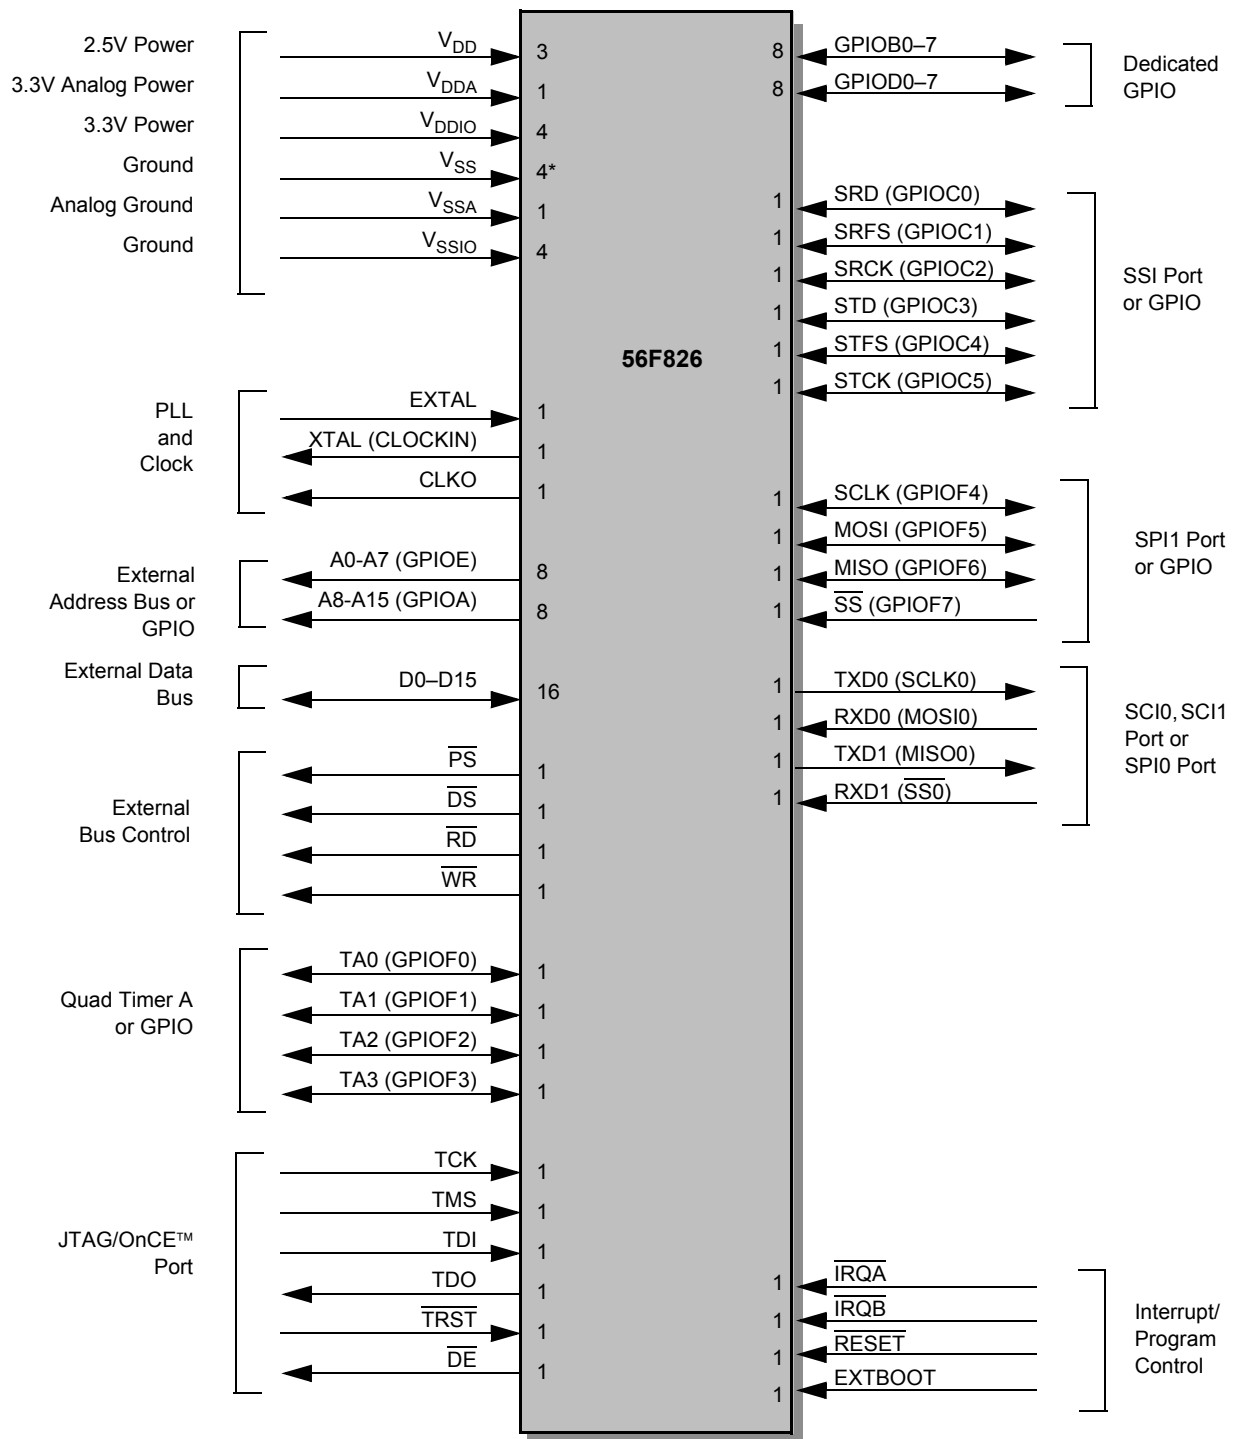 2.5V Power
VDD
3
3.3V Analog Power
VDDA
1
3.3V Power
VDDIO
4
Ground
VSS
4*
Analog Ground
VSSA
1
Ground
VSSIO
4
PLL
and
Clock
EXTAL
1
XTAL (CLOCKIN)
1
CLKO
1
External
Address Bus or
GPIO
A0-A7 (GPIOE)
8
A8-A15 (GPIOA)
8
External Data
Bus
D0–D15
16
External
Bus Control
PS
1
DS
1
RD
1
WR
1
Quad Timer A
or GPIO
TA0 (GPIOF0)
1
TA1 (GPIOF1)
1
TA2 (GPIOF2)
1
TA3 (GPIOF3)
1
JTAG/OnCE™
Port
TCK
1
TMS
1
TDI
1
TDO
1
TRST
1
DE
1
56F826
8
GPIOB0–7
8
GPIOD0–7
Dedicated
GPIO
1
SRD (GPIOC0)
1
SRFS (GPIOC1)
1
SRCK (GPIOC2)
1
STD (GPIOC3)
1
STFS (GPIOC4)
1
STCK (GPIOC5)
SSI Port
or GPIO
1
SCLK (GPIOF4)
1
MOSI (GPIOF5)
1
MISO (GPIOF6)
1
SS (GPIOF7)
SPI1 Port
or GPIO
1
TXD0 (SCLK0)
1
RXD0 (MOSI0)
1
TXD1 (MISO0)
1
RXD1 (SS0)
SCI0, SCI1
Port or
SPI0 Port
1
IRQA
1
IRQB
1
RESET
1
EXTBOOT
Interrupt/
Program
Control